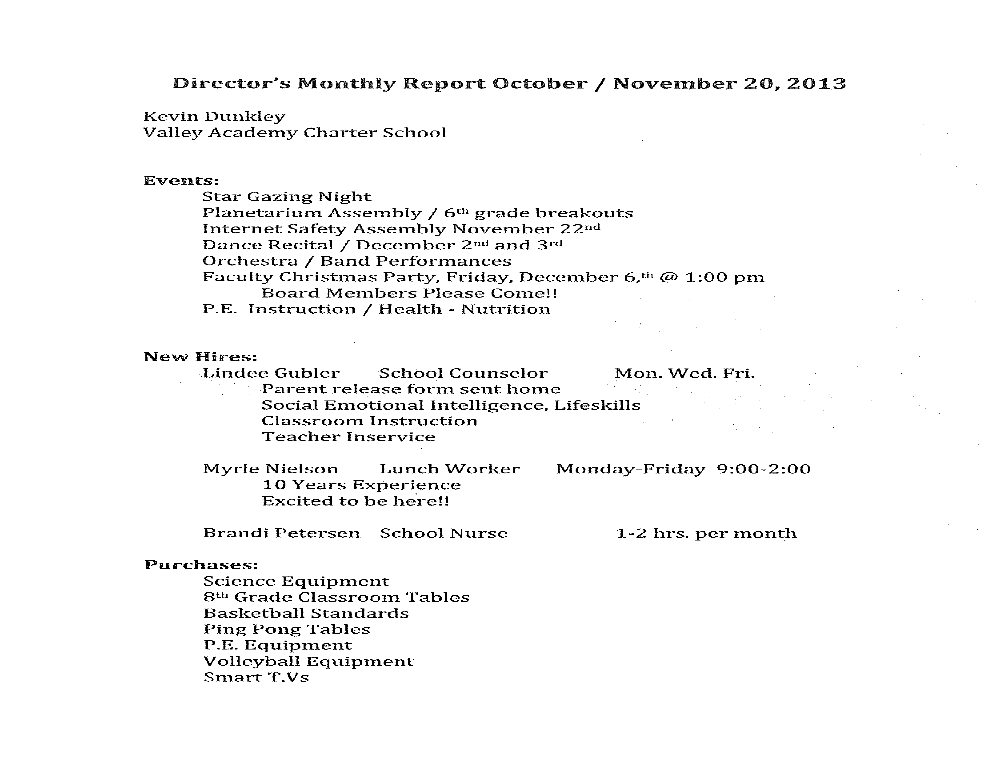 Director's Monthly Report October / November 20, 2013
Kevin Dunkley
Valley Academy Charter School
Events:
Star Gazing Night
Planetarium Assembly / 6th grade breakouts
Internet Safety Assembly November 22nd
Dance Recital / December 2nd and 3rd
Orchestra / Band Performances
Faculty Christmas Party, Friday, December 6,th @ 1:00 pm
Board Members Please Come!!
P.E. Instruction / Health - Nutrition
New Hires:
Lindee Gubler School Counselor Mon. Wed. Fri.
Parent release form sent home
Social Emotional Intelligence, Lifeskills
Classroom Instruction
Teacher Inservice
Myrle Nielson Lunch Worker Monday-Friday 9:00-2:00
10 Years Experience
Excited to be here!!
Brandi Petersen School Nurse 1-2 hrs. per month
Purchases:
Science Equipment
8th Grade Classroom Tables
Basketball Standards
Ping Pong Tables
P.E. Equipment
Volleyball Equipment
Smart T.Vs